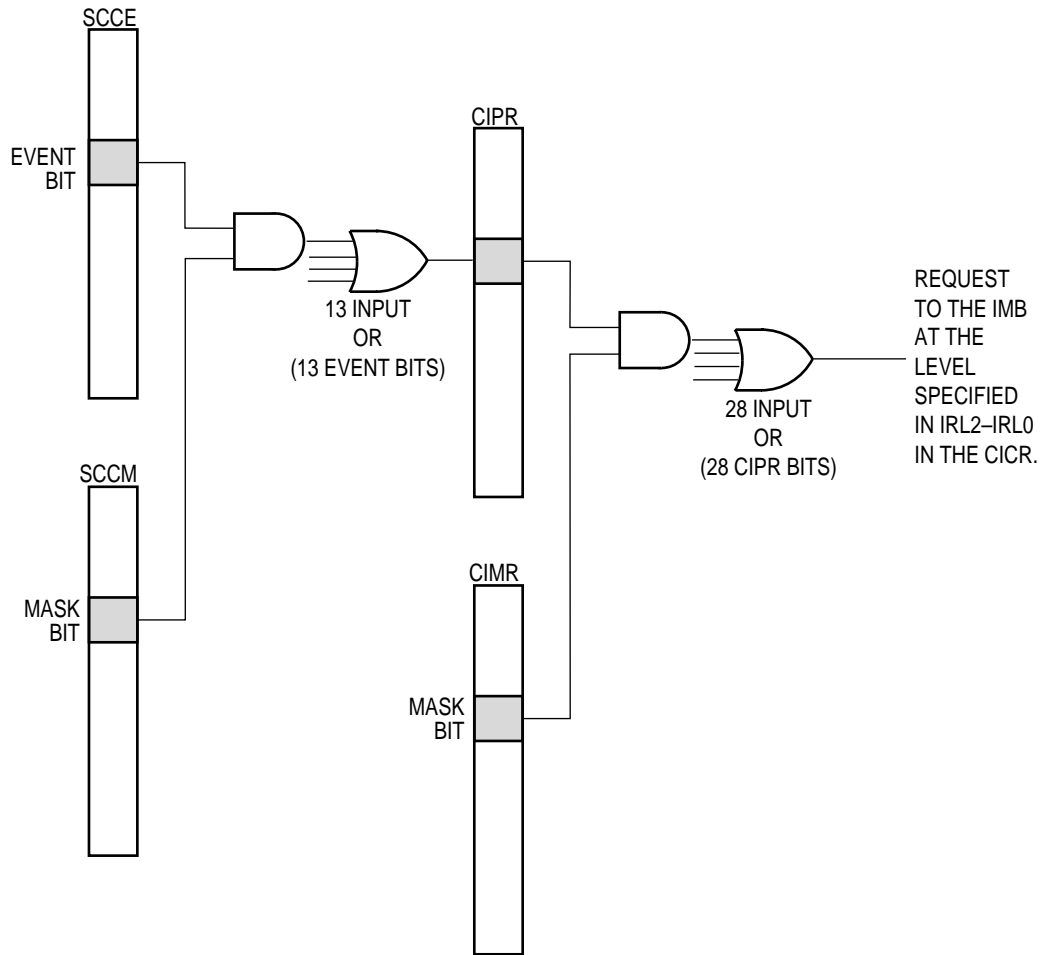 SCCE
EVENT
BIT
CIPR
13 INPUT
OR
(13 EVENT BITS)
REQUEST
TO THE IMB
AT THE
LEVEL
SPECIFIED
IN IRL2–IRL0
IN THE CICR.
28 INPUT
OR
(28 CIPR BITS)
SCCM
MASK
BIT
CIMR
MASK
BIT